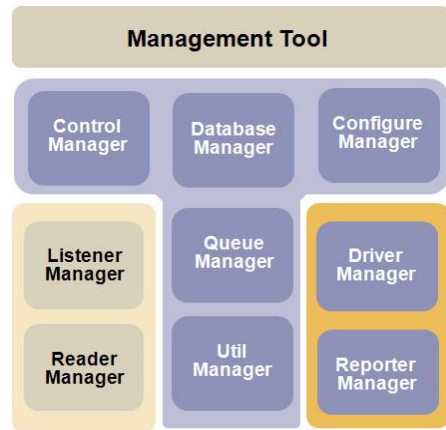 Management Tool
Control
Manager
Database
Manager
Configure
Manager
Listener
Manager
Queue
Manager
Driver
Manager
Reader
Manager
Util
Manager
Reporter
Manager